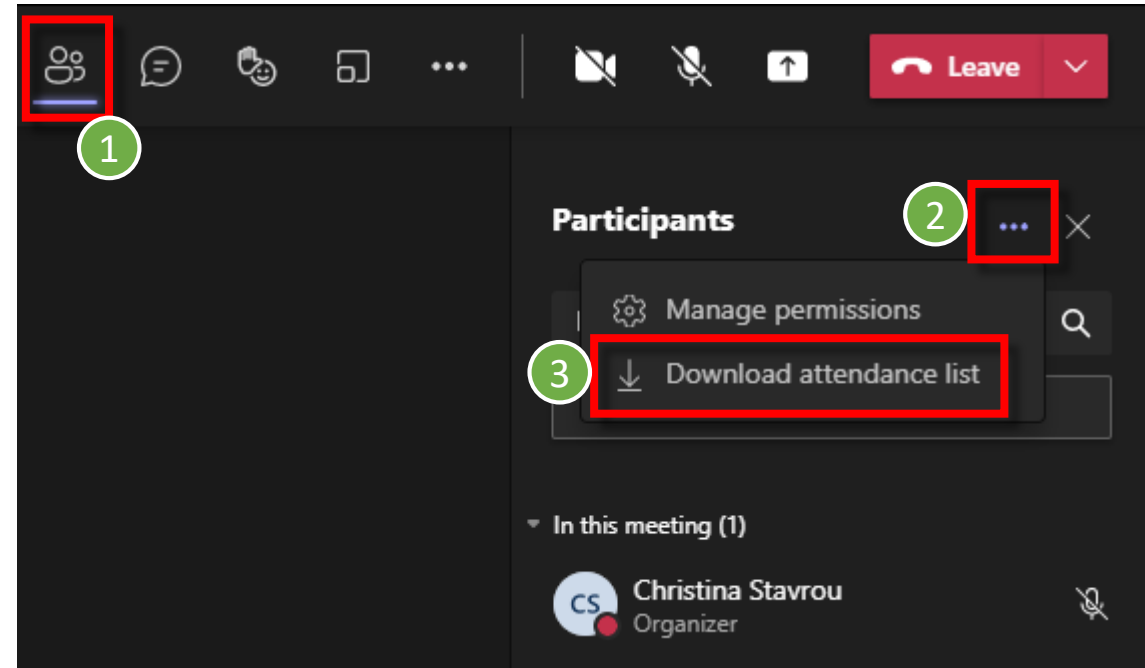 Leave
1
Participants
2
Manage permissions
3
Download attendance list
In this meeting (1)
CS
Christina Stavrou
Organizer